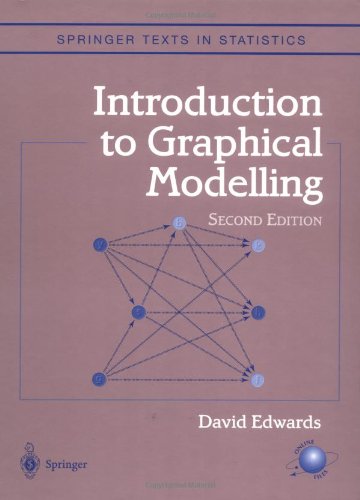 SPRINGER TEXTS IN STATISTICS
Introduction
to Graphical
Modelling
SECOND EDITION
David Edwards
Springer
ONLINE
FILES